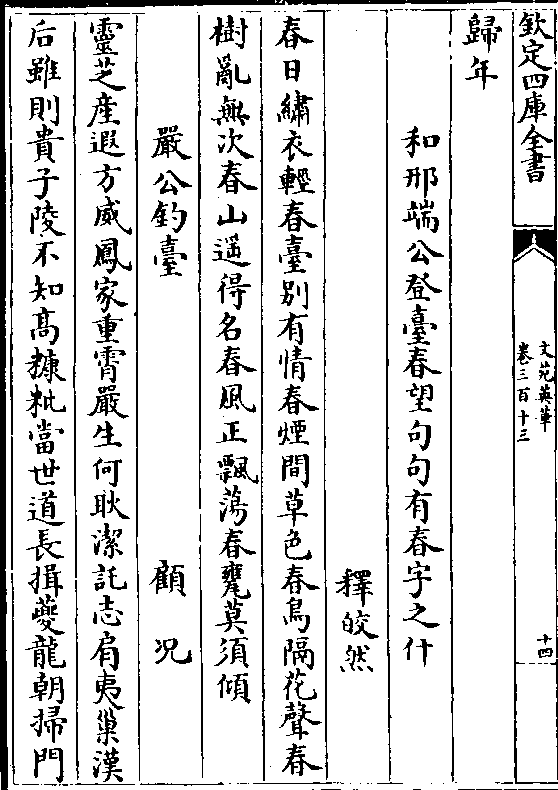 欽定四庫全書
文苑英華
卷三百十三
十四
歸年
和邢端公登臺春望句句有春字之什
釋皎然
春日繡衣輕春臺别有情春煙間草色春鳥隔花聲春
樹亂無次春山遥得名春風正飄蕩春甕莫須傾
嚴公釣臺
顧况
靈芝產遐方威鳳家重霄嚴生何耿潔託志肩夷巢漢
后雖則貴子陵不知高糠粃當世道長揖夔龍朝掃門